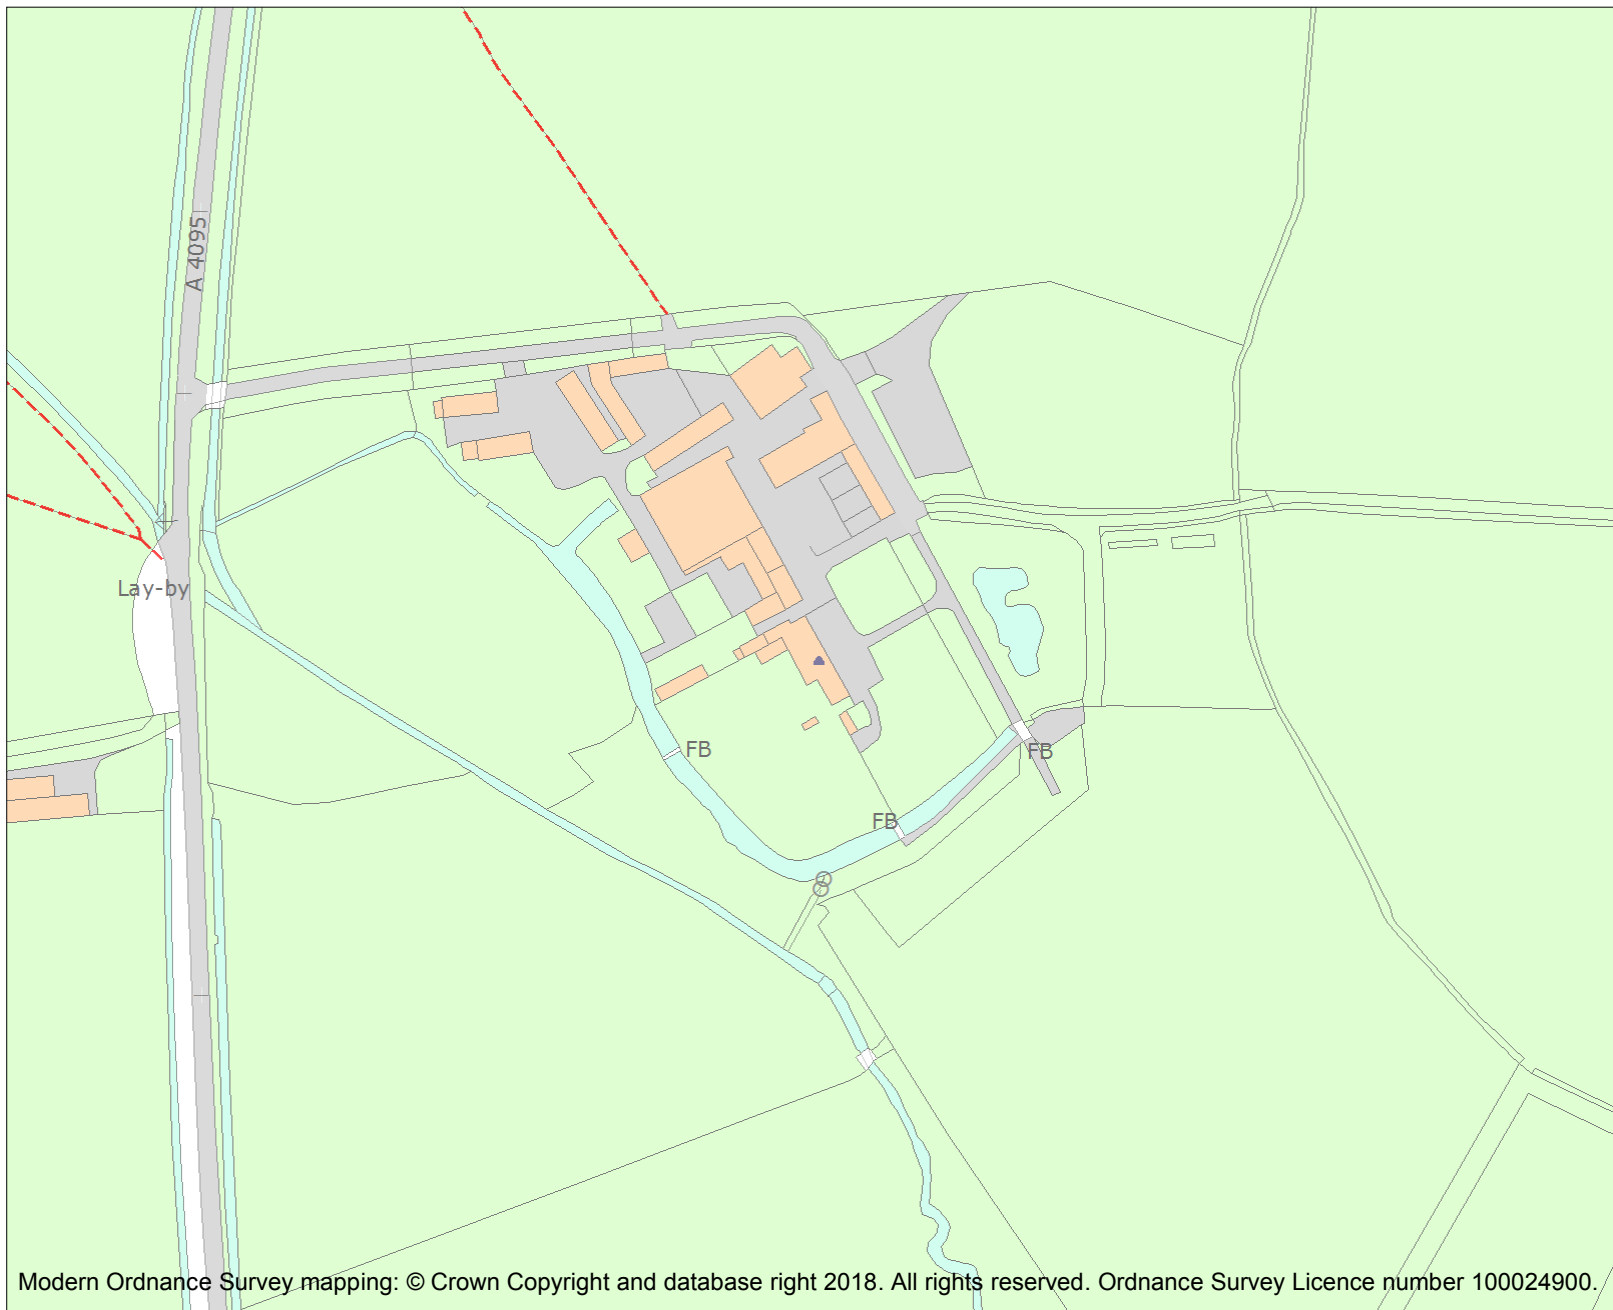 A 4095
Lay-by
FB
FB
FB
Modern Ordnance Survey mapping: © Crown Copyright and database right 2018. All rights reserved. Ordnance Survey Licence number 100024900.